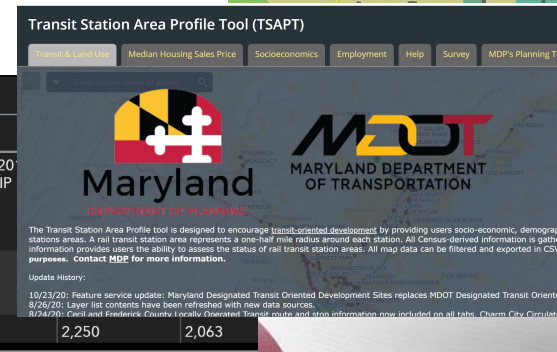 Transit Station Area Profile Tool (TSAPT)
Transit & Land Use Median Housing Sales Price Socioeconomics Employment Help Survey MDP's Planning T
Enter station name or
Maryland
DEPARTMENT OF PLANNING
MDOT
MARYLAND DEPARTMENT
OF TRANSPORTATION
The Transit Station Area Profile tool is designed to encourage transit-oriented development by providing users socio-economic, demograp
stations areas. A rail transit station area represents a one-half mile radius around each station. All Census-derived information is gathe
information provides users the ability to assess the status of rail transit station areas. All map data can be filtered and exported in CSV
purposes. Contact MDP for more information.
Update History:
10/23/20: Feature service update: Maryland Designated Transit Oriented Development Sites replaces MDOT Designated Transit Oriente
8/26/20: Layer list contents have been refreshed with new data sources.
8/24/20: Cecil and Frederick County Locally Operated Transit route and stop information now included on all tabs. Charm City Circulato
201
IP
2,250 2,063